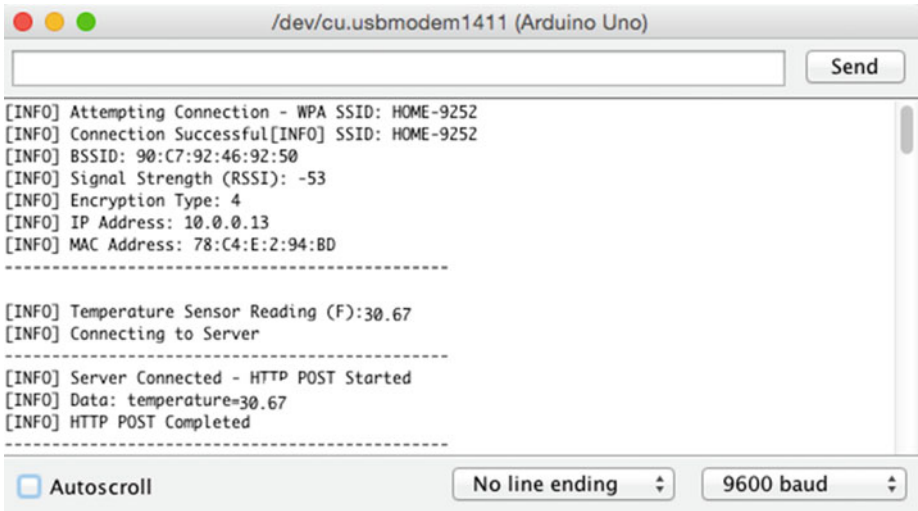 /dev/cu.usbmodem1411 (Arduino Uno)
Send
[INFO] Attempting Connection - WPA SSID: HOME-9252
[INFO] Connection Successful[INFO] SSID: HOME-9252
[INFO] BSSID: 90:C7:92:46:92:50
[INFO] Signal Strength (RSSI): -53
[INFO] Encryption Type: 4
[INFO] IP Address: 10.0.0.13
[INFO] MAC Address: 78:C4:E:2:94:BD
-----------------------------------------------
[INFO] Temperature Sensor Reading (F):30.67
[INFO] Connecting to Server
-----------------------------------------------
[INFO] Server Connected - HTTP POST Started
[INFO] Data: temperature=30.67
[INFO] HTTP POST Completed
-----------------------------------------------
Autoscroll
No line ending
9600 baud